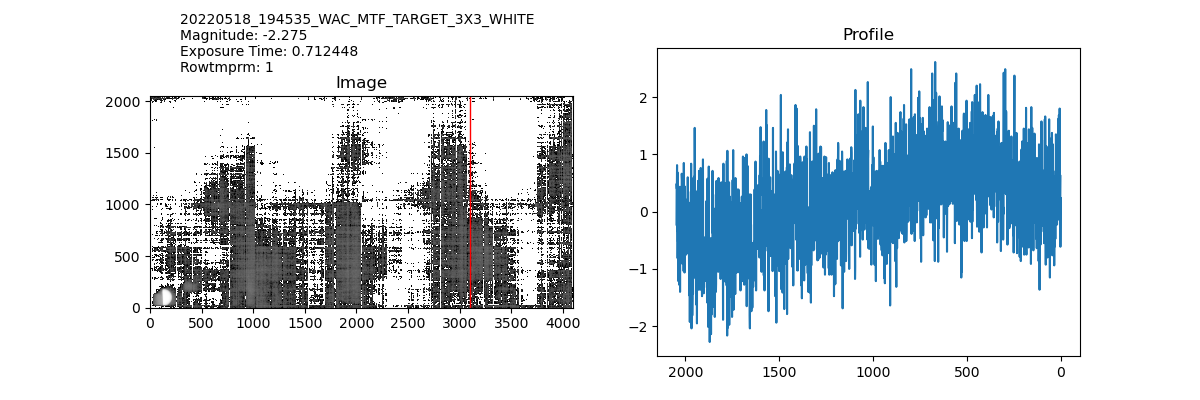 20220518_194535_WAC_MTF_TARGET_3X3_WHITE
Magnitude: -2.275
Exposure Time: 0.712448
Rowtmprm: 1
Image
2000
1500
1000
500
0
0 500 1000 1500 2000 2500 3000 3500 4000
Profile
2
1
0
−1
−2
2000 1500 1000 500 0